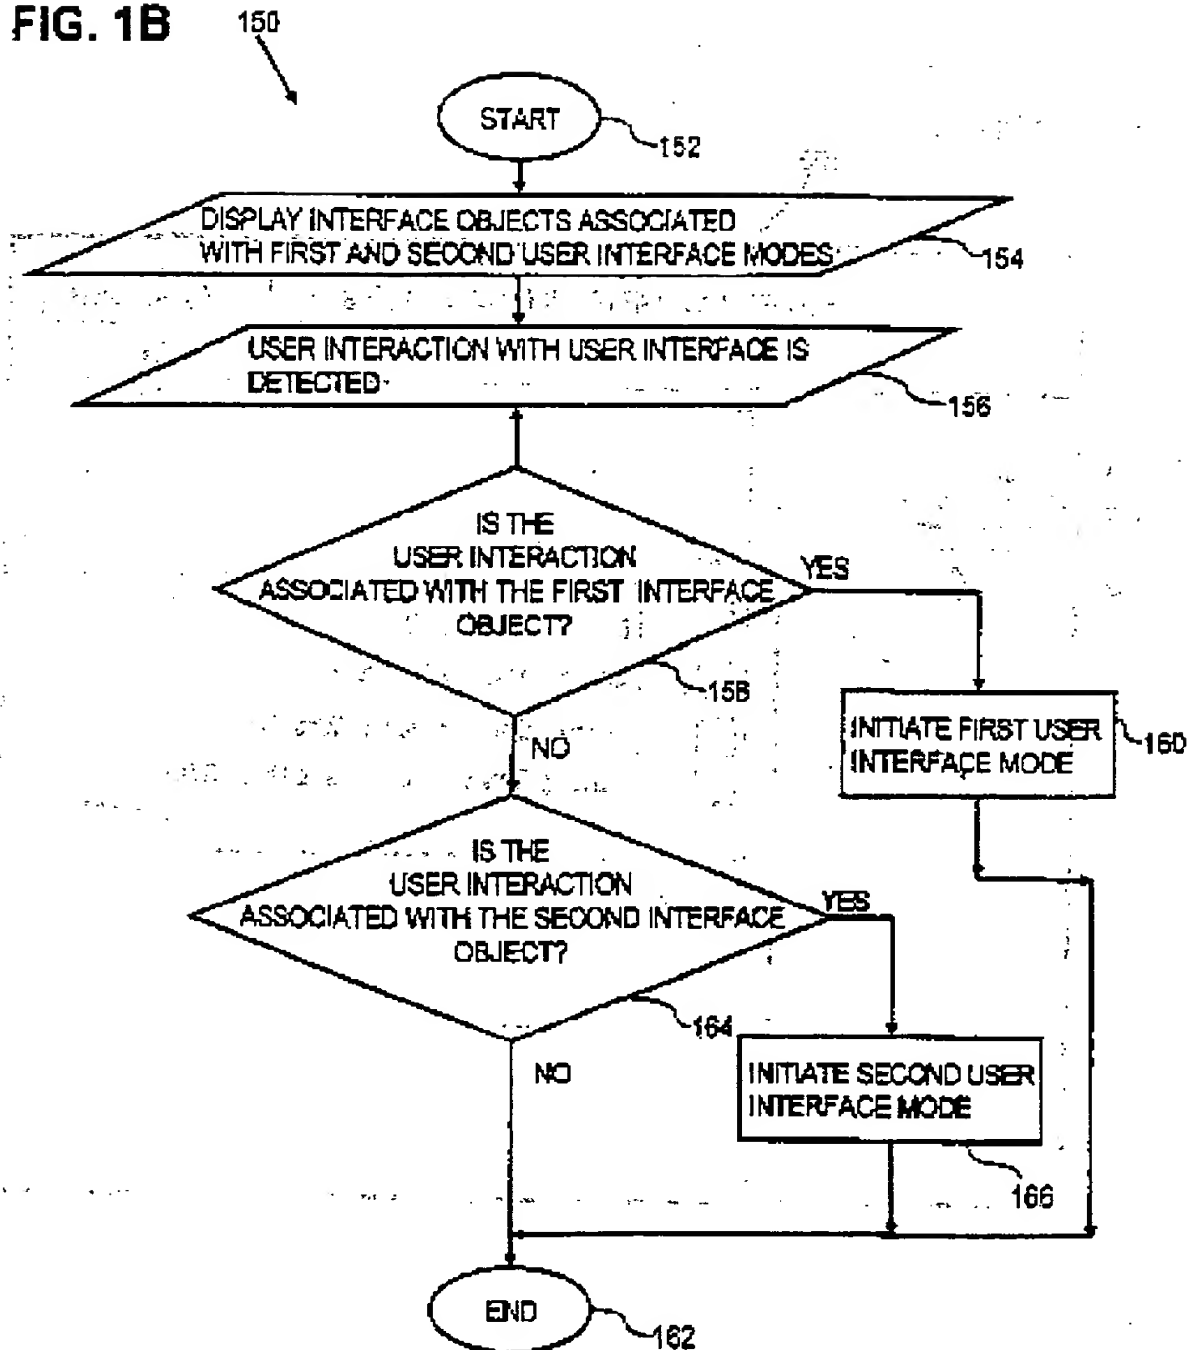 FIG. 1B
150
START
152
DISPLAY INTERFACE OBJECTS ASSOCIATED
WITH FIRST AND SECOND USER INTERFACE MODES
154
USER INTERACTION WITH USER INTERFACE IS
DETECTED
156
IS THE
USER INTERACTION
ASSOCIATED WITH THE FIRST INTERFACE
OBJECT?
YES
158
NO
INITIATE FIRST USER
INTERFACE MODE
160
IS THE
USER INTERACTION
ASSOCIATED WITH THE SECOND INTERFACE
OBJECT?
YES
164
NO
INITIATE SECOND USER
INTERFACE MODE
166
END
162